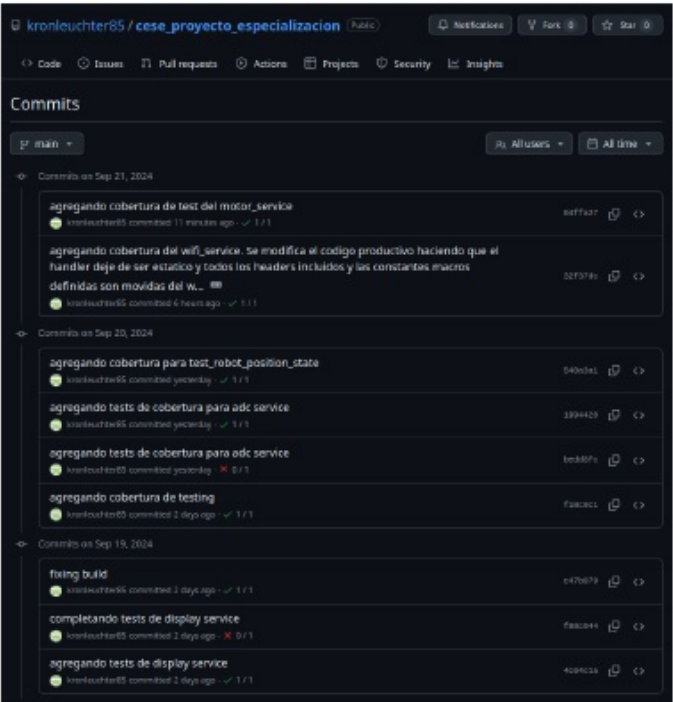 kronleuchter85 / cese_proyecto_especializacion Public Notifications Fork 0 Star 0
Code Issues Pull requests Actions Projects Security Insights
Commits
main All users All time
Commits on Sep 21, 2024
agregando cobertura de test del motor_service
kronleuchter85 committed 11 minutes ago · 1 / 1
agregando cobertura del wifi_service. Se modifica el codigo productivo haciendo que el
handler deje de ser estatico y todos los headers incluidos y las constantes macros
definidas son movidas del w... 
kronleuchter85 committed 6 hours ago · 1 / 1
Commits on Sep 20, 2024
agregando cobertura para test_robot_position_state
kronleuchter85 committed yesterday · 1 / 1
agregando tests de cobertura para adc service
kronleuchter85 committed yesterday · 1 / 1
agregando tests de cobertura para adc service
kronleuchter85 committed yesterday · 0 / 1
agregando cobertura de testing
kronleuchter85 committed 2 days ago · 1 / 1
Commits on Sep 19, 2024
fixing build
kronleuchter85 committed 2 days ago · 1 / 1
completando tests de display service
kronleuchter85 committed 2 days ago · 0 / 1
agregando tests de display service
kronleuchter85 committed 2 days ago · 1 / 1